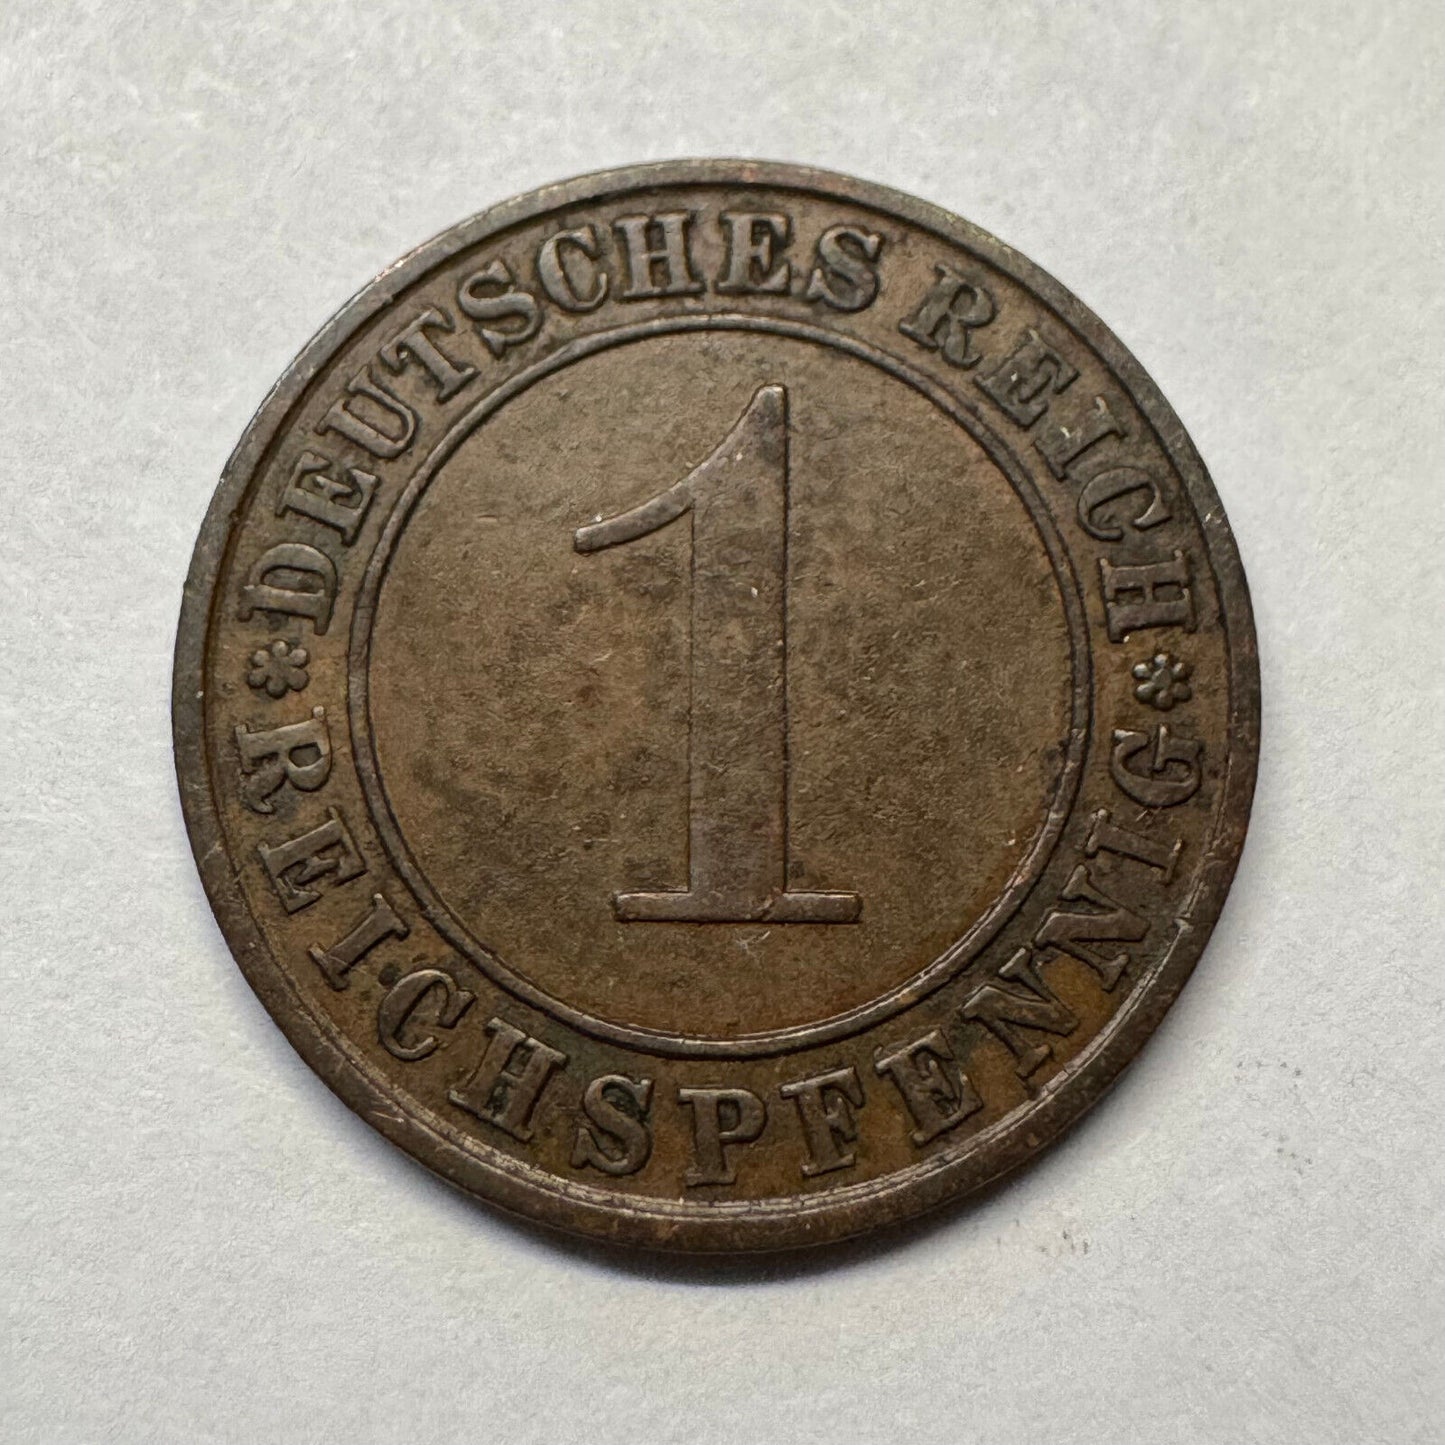 DEUTSCHES REICH
1
REICHSPFENNIG